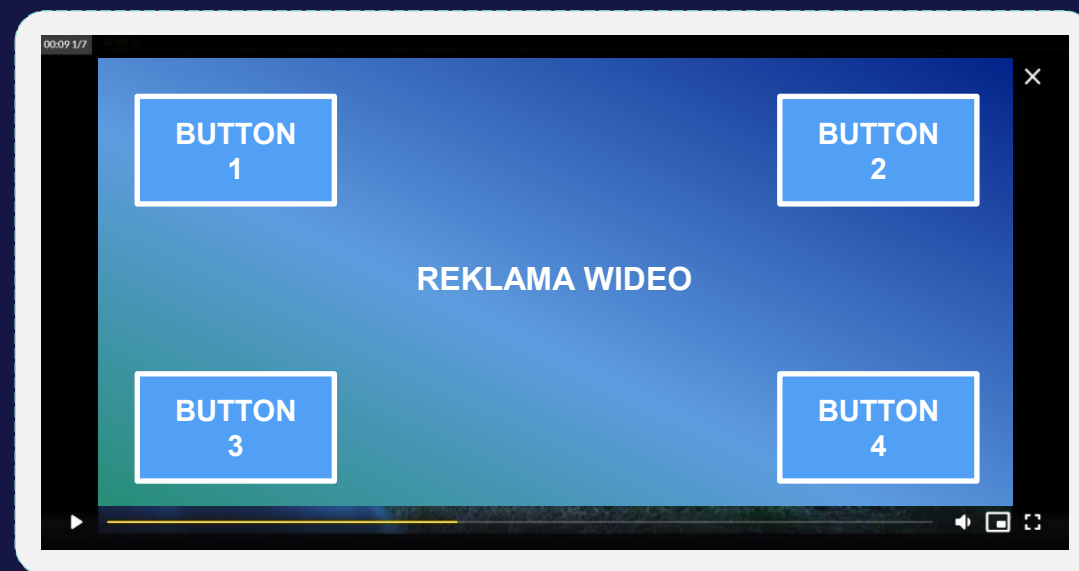 00:09 1/7
BUTTON
1
BUTTON
2
REKLAMA WIDEO
BUTTON
3
BUTTON
4